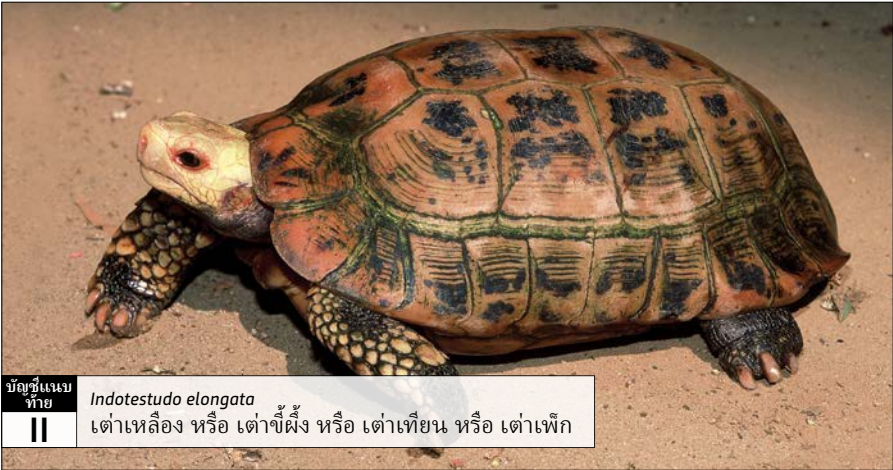 บัญชีแนบ
ท้าย
II
Indotestudo elongata
เต่าเหลือง หรือ เต่าขี้ผึ้ง หรือ เต่าเทียน หรือ เต่าเพ็ก